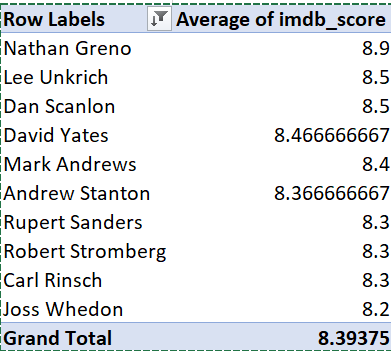 Row Labels Average of imdb_score
Nathan Greno 8.9
Lee Unkrich 8.5
Dan Scanlon 8.5
David Yates 8.466666667
Mark Andrews 8.4
Andrew Stanton 8.366666667
Rupert Sanders 8.3
Robert Stromberg 8.3
Carl Rinsch 8.3
Joss Whedon 8.2
Grand Total 8.39375